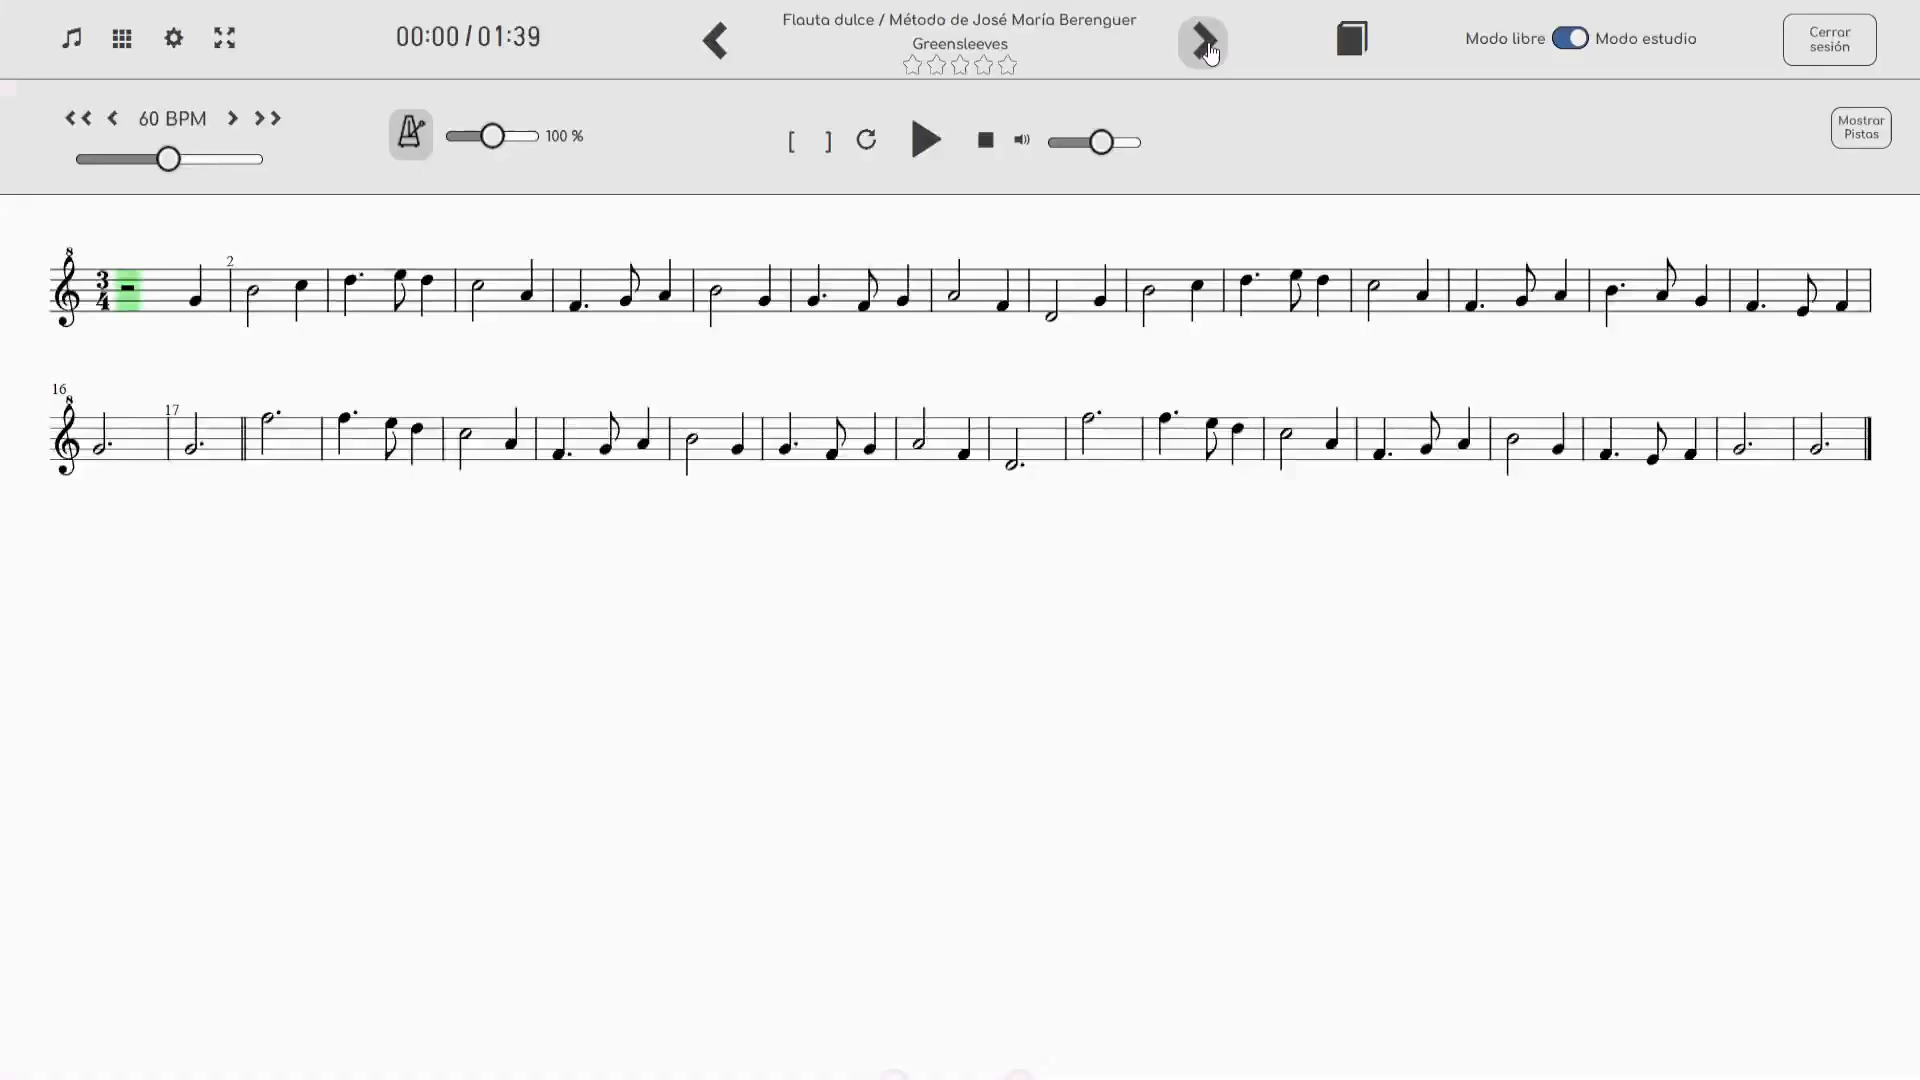 00:00 / 01:39
Flauta dulce / Método de José María Berenguer
Greensleeves
Modo libre
Modo estudio
Cerrar
sesión
60 BPM
100 %
[ ]
Mostrar
Pistas
8
3
4
2
16
8
17